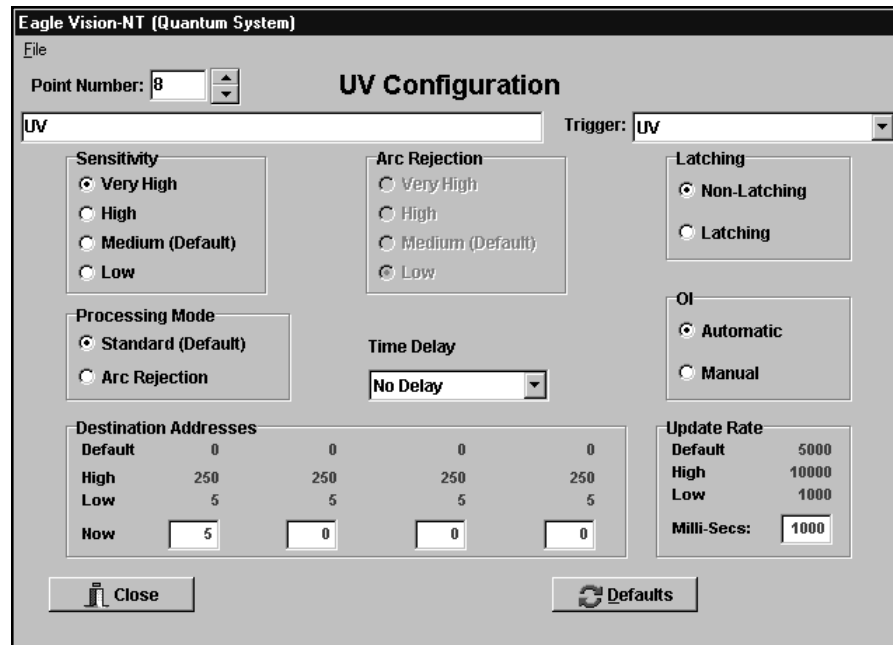 Eagle Vision-NT (Quantum System)
File
Point Number: 8
UV Configuration
UV
Trigger: UV
Sensitivity
Very High
High
Medium (Default)
Low
Arc Rejection
Very High
High
Medium (Default)
Low
Latching
Non-Latching
Latching
Processing Mode
Standard (Default)
Arc Rejection
Time Delay
No Delay
OI
Automatic
Manual
Destination Addresses
Default 0 0 0 0
High 250 250 250 250
Low 5 5 5 5
Now 5 0 0 0
Update Rate
Default 5000
High 10000
Low 1000
Milli-Secs: 1000
Close
Defaults